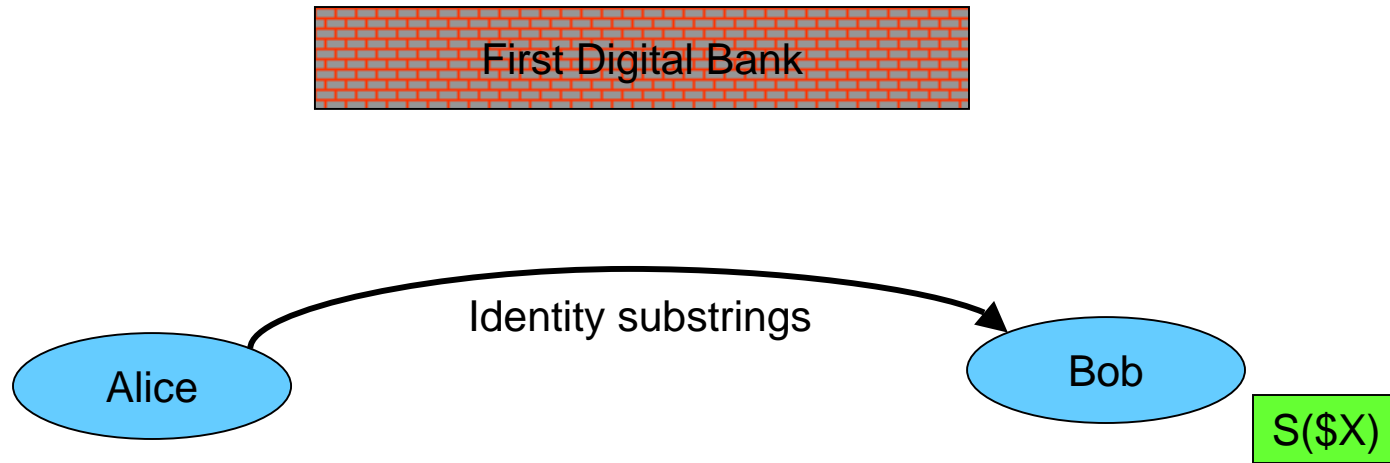 First Digital Bank
Identity substrings
Alice
Bob
S($X)